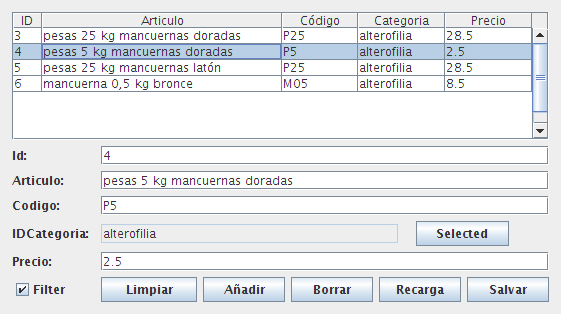 ID Articulo Código Categoria Precio
3 pesas 25 kg mancuernas doradas P25 alterofilia 28.5
4 pesas 5 kg mancuernas doradas P5 alterofilia 2.5
5 pesas 25 kg mancuernas latón P25 alterofilia 28.5
6 mancuerna 0,5 kg bronce M05 alterofilia 8.5
Id: 4
Articulo: pesas 5 kg mancuernas doradas
Codigo: P5
IDCategoria: alterofilia Selected
Precio: 2.5
Filter Limpiar Añadir Borrar Recarga Salvar